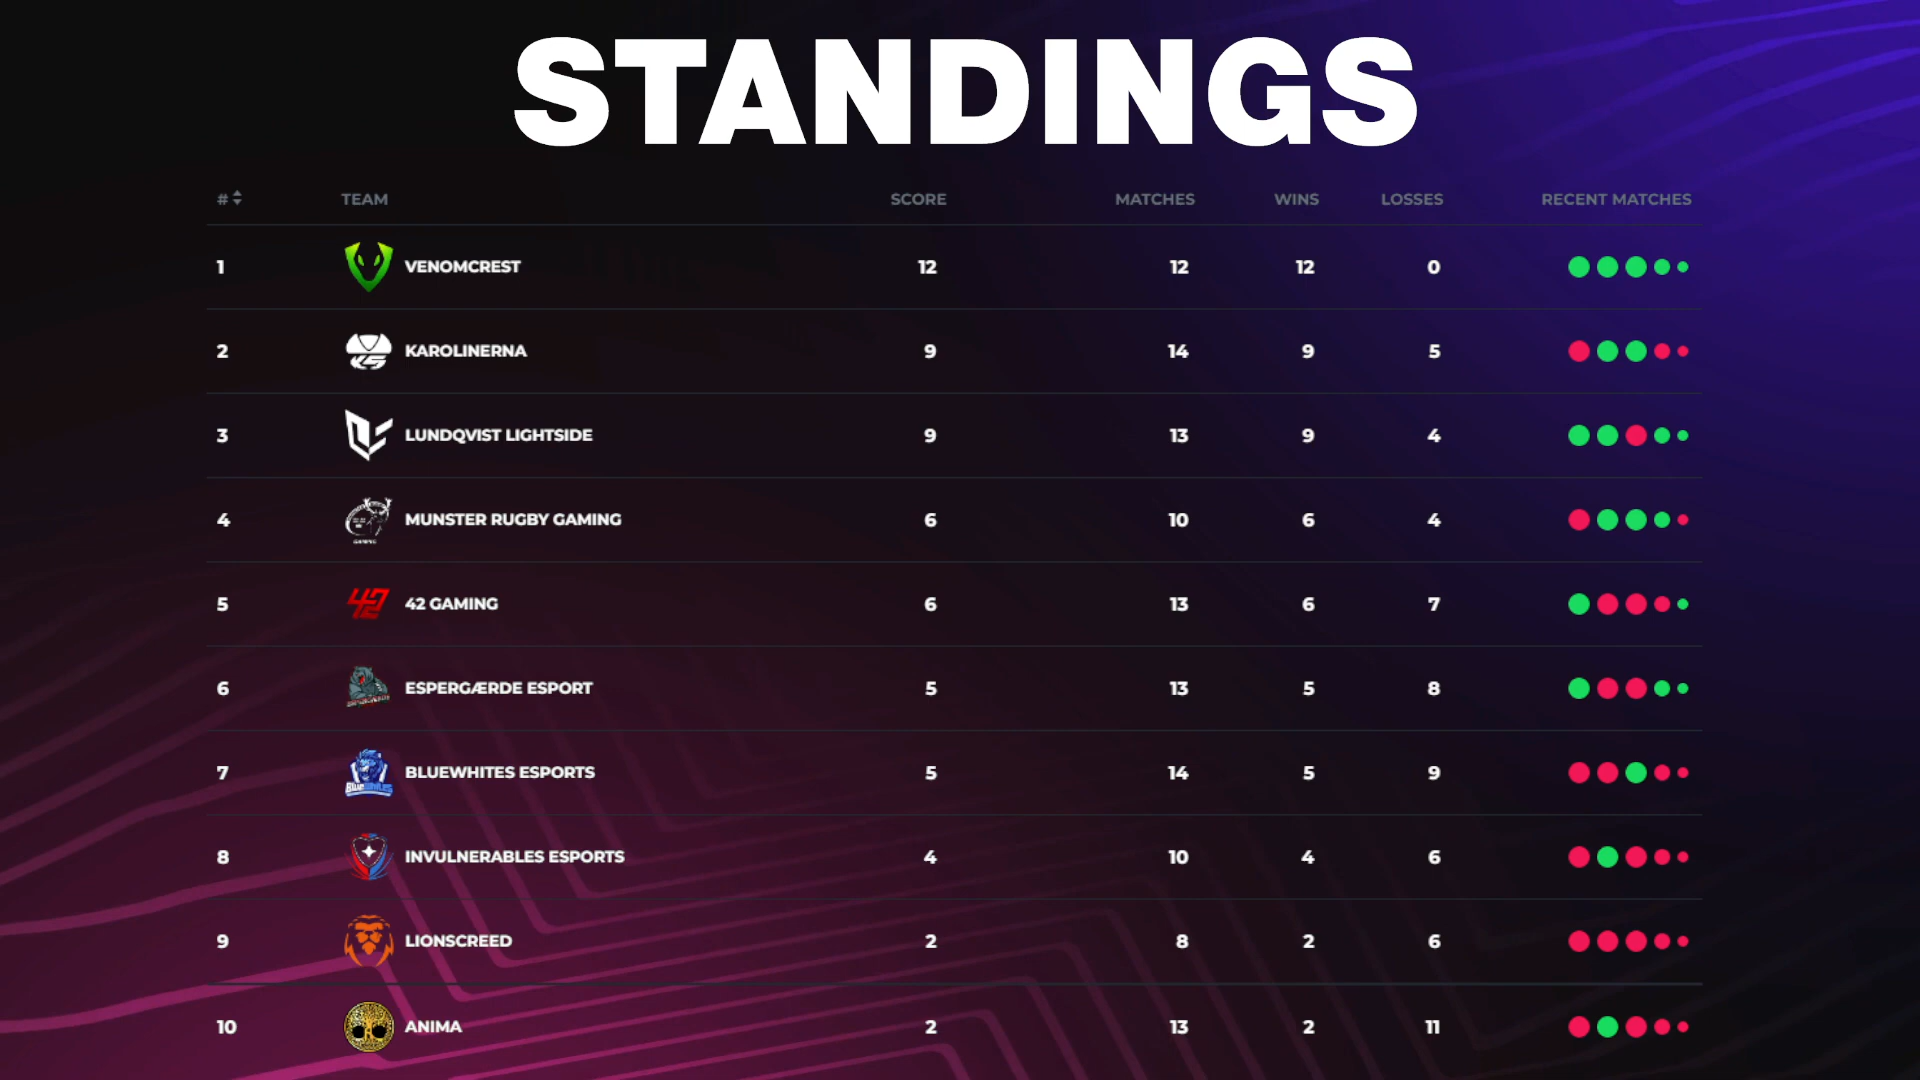 STANDINGS
# TEAM SCORE MATCHES WINS LOSSES RECENT MATCHES
1 VENOMCREST 12 12 12 0
2 KAROLINERNA 9 14 9 5
3 LUNDQVIST LIGHTSIDE 9 13 9 4
4 GAMING MUNSTER RUGBY GAMING 6 10 6 4
5 42 42 GAMING 6 13 6 7
6 ESPERGÆRDE ESPORT 5 13 5 8
7 BLUEWHITES ESPORTS 5 14 5 9
8 INVULNERABLES ESPORTS 4 10 4 6
9 LIONSCREED 2 8 2 6
10 ANIMA 2 13 2 11